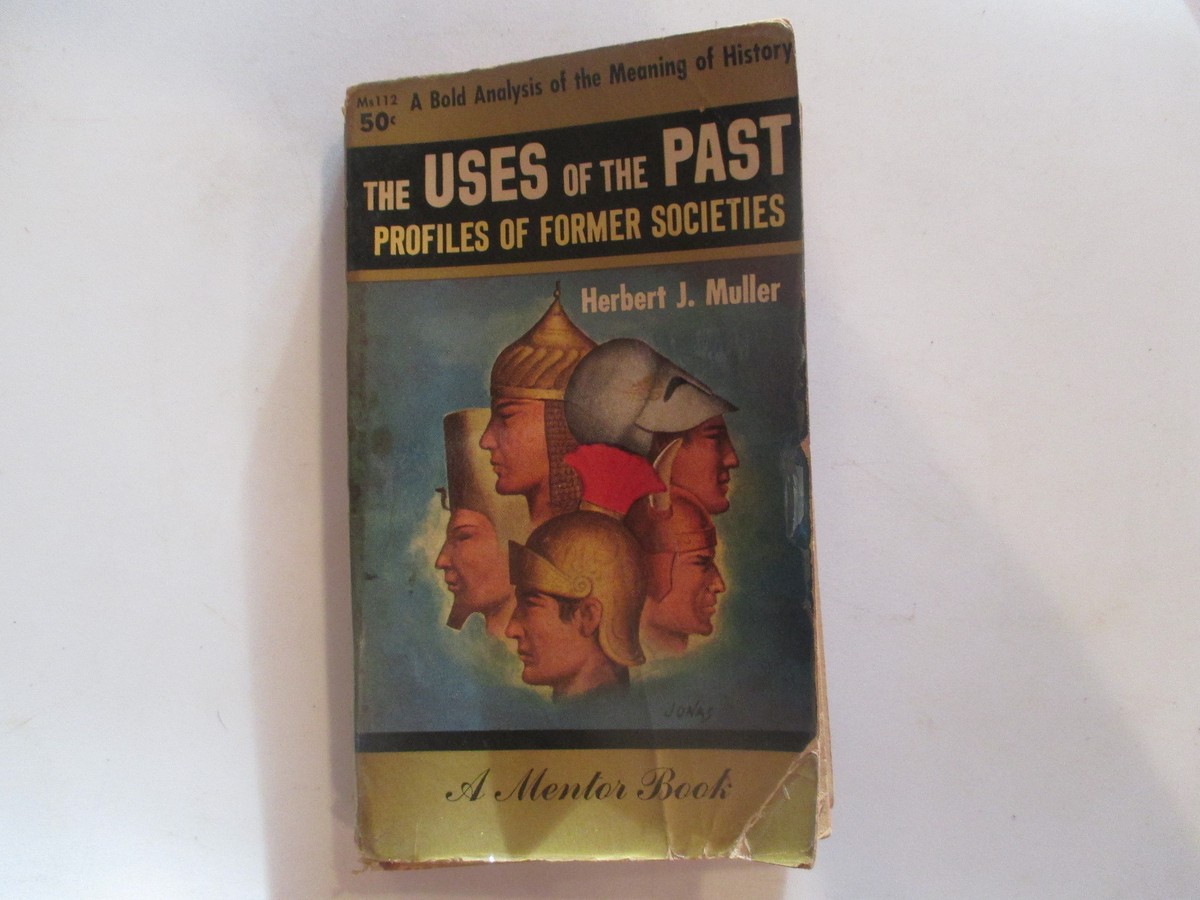 A Bold Analysis of the Meaning of History
Ms112
50c
THE USES OF THE PAST
PROFILES OF FORMER SOCIETIES
Herbert J. Muller
JONAS
A Mentor Book